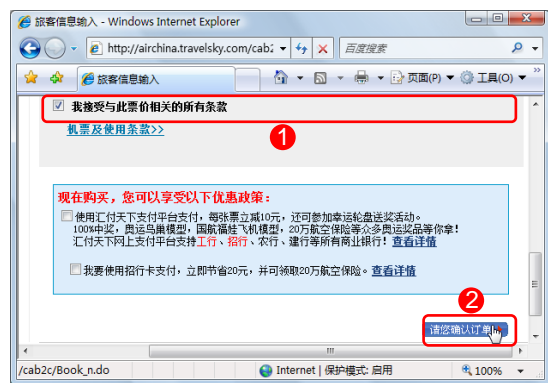 旅客信息输入 - Windows Internet Explorer
http://airchina.travelsky.com/cab2
百度搜索
旅客信息输入
页面(P)
工具(O)
»
我接受与此票价相关的所有条款
机票及使用条款>>
1
现在购买，您可以享受以下优惠政策：
使用汇付天下支付平台支付，每张票立减10元，还可参加幸运轮盘送奖活动。
100%中奖，奥运鸟巢模型，国航福娃飞机模型，20万航空保险等众多奥运奖品等你拿！
汇付天下网上支付平台支持工行、招行、农行、建行等所有商业银行！查看详情
我要使用招行卡支付，立即节省20元，并可领取20万航空保险。查看详情
2
请您确认订单
/cab2c/Book_n.do
Internet | 保护模式: 启用
100%